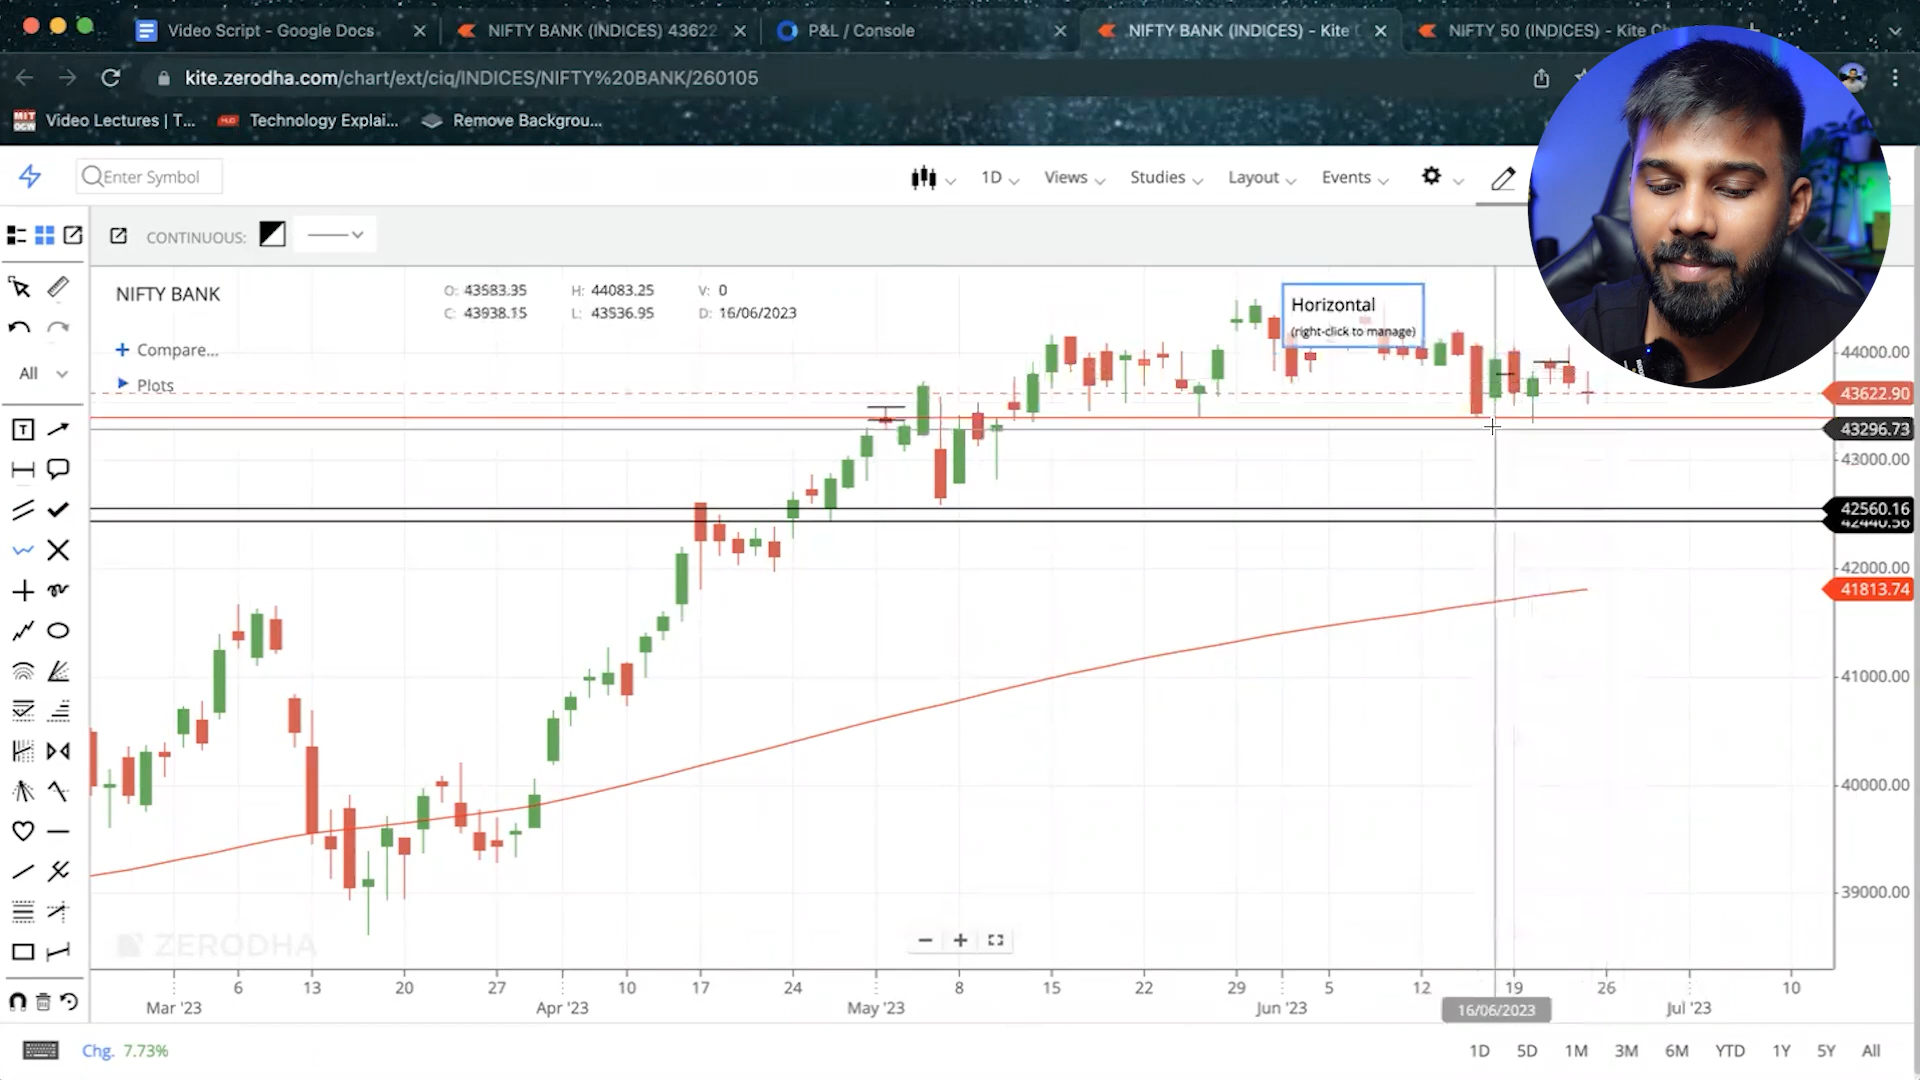 Video Script - Google Docs
NIFTY BANK (INDICES) 43622
P&L / Console
NIFTY BANK (INDICES) - Kite
NIFTY 50 (INDICES) - Kite
kite.zerodha.com/chart/ext/ciq/INDICES/NIFTY%20BANK/260105
MIT
OCW
Video Lectures | T...
Technology Explai...
Remove Backgrou...
Enter Symbol
1D
Views
Studies
Layout
Events
CONTINUOUS:
NIFTY BANK
O: 43583.35 H: 44083.25 V: 0
C: 43938.15 L: 43536.95 D: 16/06/2023
Horizontal
(right-click to manage)
+ Compare...
Plots
All
T
44000.00
43622.90
43296.73
43000.00
42560.16
42440.56
42000.00
41813.74
41000.00
40000.00
39000.00
ZERODHA
6 13 20 27 10 17 24 8 15 22 29 5 12 19 26 10
Mar '23 Apr '23 May '23 Jun '23 16/06/2023 Jul '23
Chg. 7.73%
1D 5D 1M 3M 6M YTD 1Y 5Y All